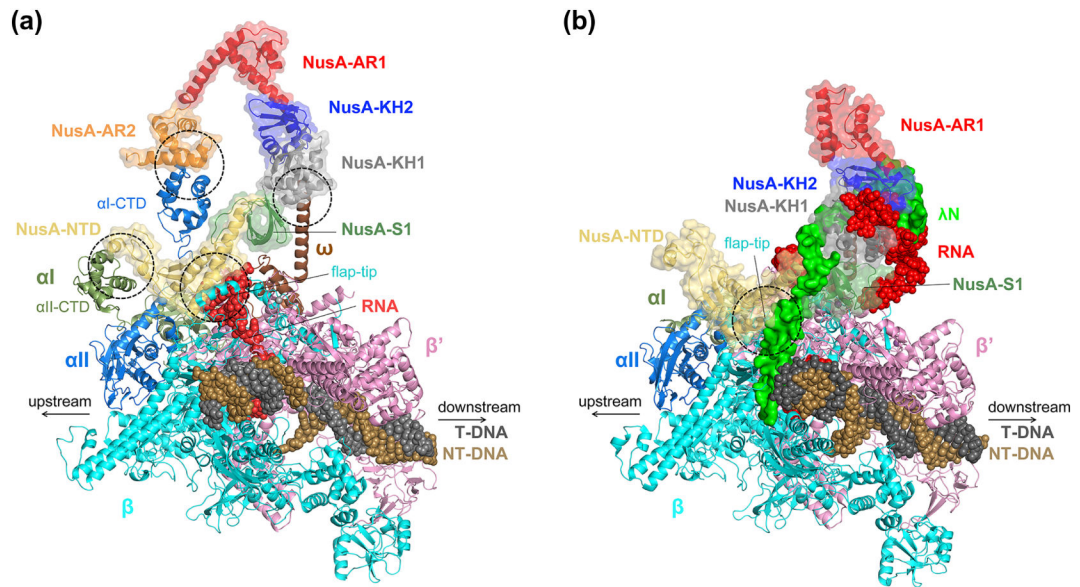 (a)
NusA-AR1
NusA-KH2
NusA-AR2
NusA-KH1
αI-CTD
NusA-NTD
NusA-S1
ω
αI
flap-tip
αII-CTD
RNA
αII
β’
upstream
downstream
T-DNA
NT-DNA
β
(b)
NusA-AR1
NusA-KH2
NusA-KH1
λN
NusA-NTD
flap-tip
RNA
NusA-S1
αI
αII
β’
upstream
downstream
T-DNA
NT-DNA
β